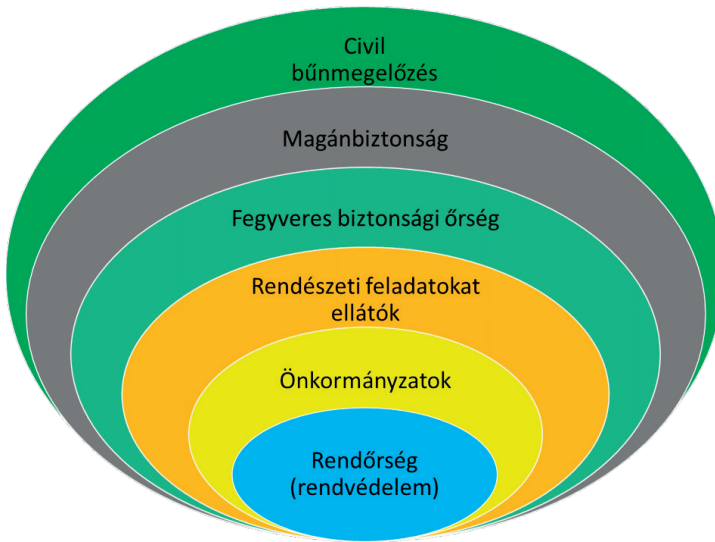 Civil
bűnmegelőzés
Magánbiztonság
Fegyveres biztonsági őrség
Rendészeti feladatokat
ellátók
Önkormányzatok
Rendőrség
(rendvédelem)